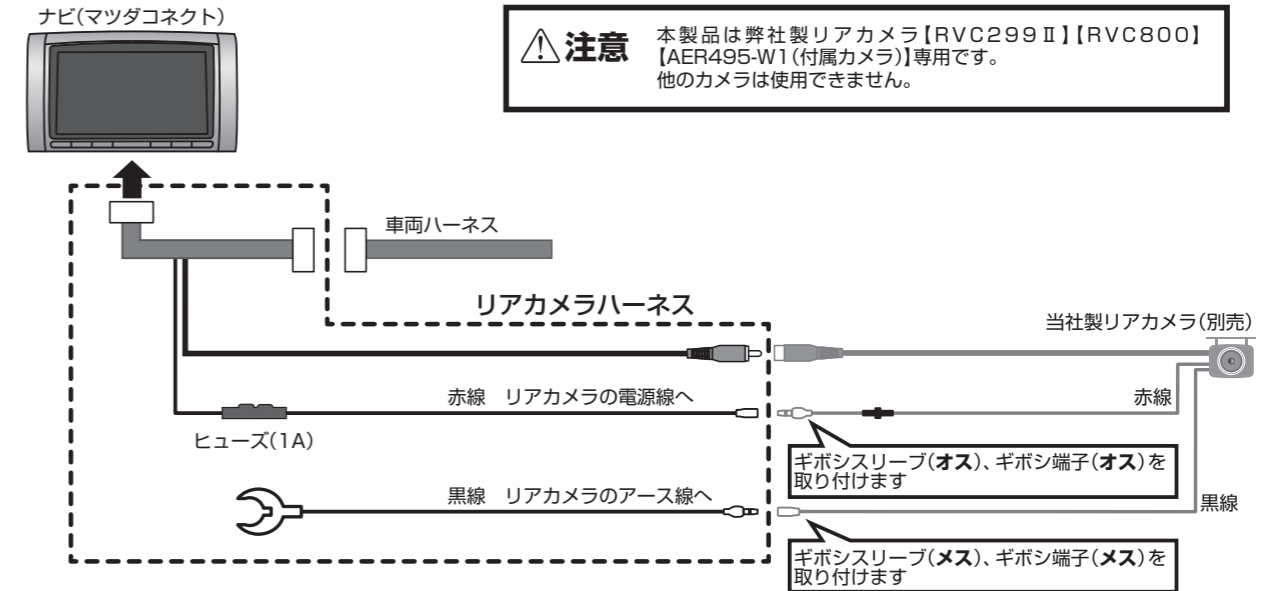 ナビ(マツダコネクト)
注意
本製品は弊社製リアカメラ【RVC299Ⅱ】【RVC800】
【AER495-W1(付属カメラ)】専用です。
他のカメラは使用できません。
車両ハーネス
リアカメラハーネス
当社製リアカメラ(別売)
赤線 リアカメラの電源線へ
赤線
ヒューズ(1A)
ギボシスリーブ(オス)、ギボシ端子(オス)を
取り付けます
黒線 リアカメラのアース線へ
黒線
ギボシスリーブ(メス)、ギボシ端子(メス)を
取り付けます